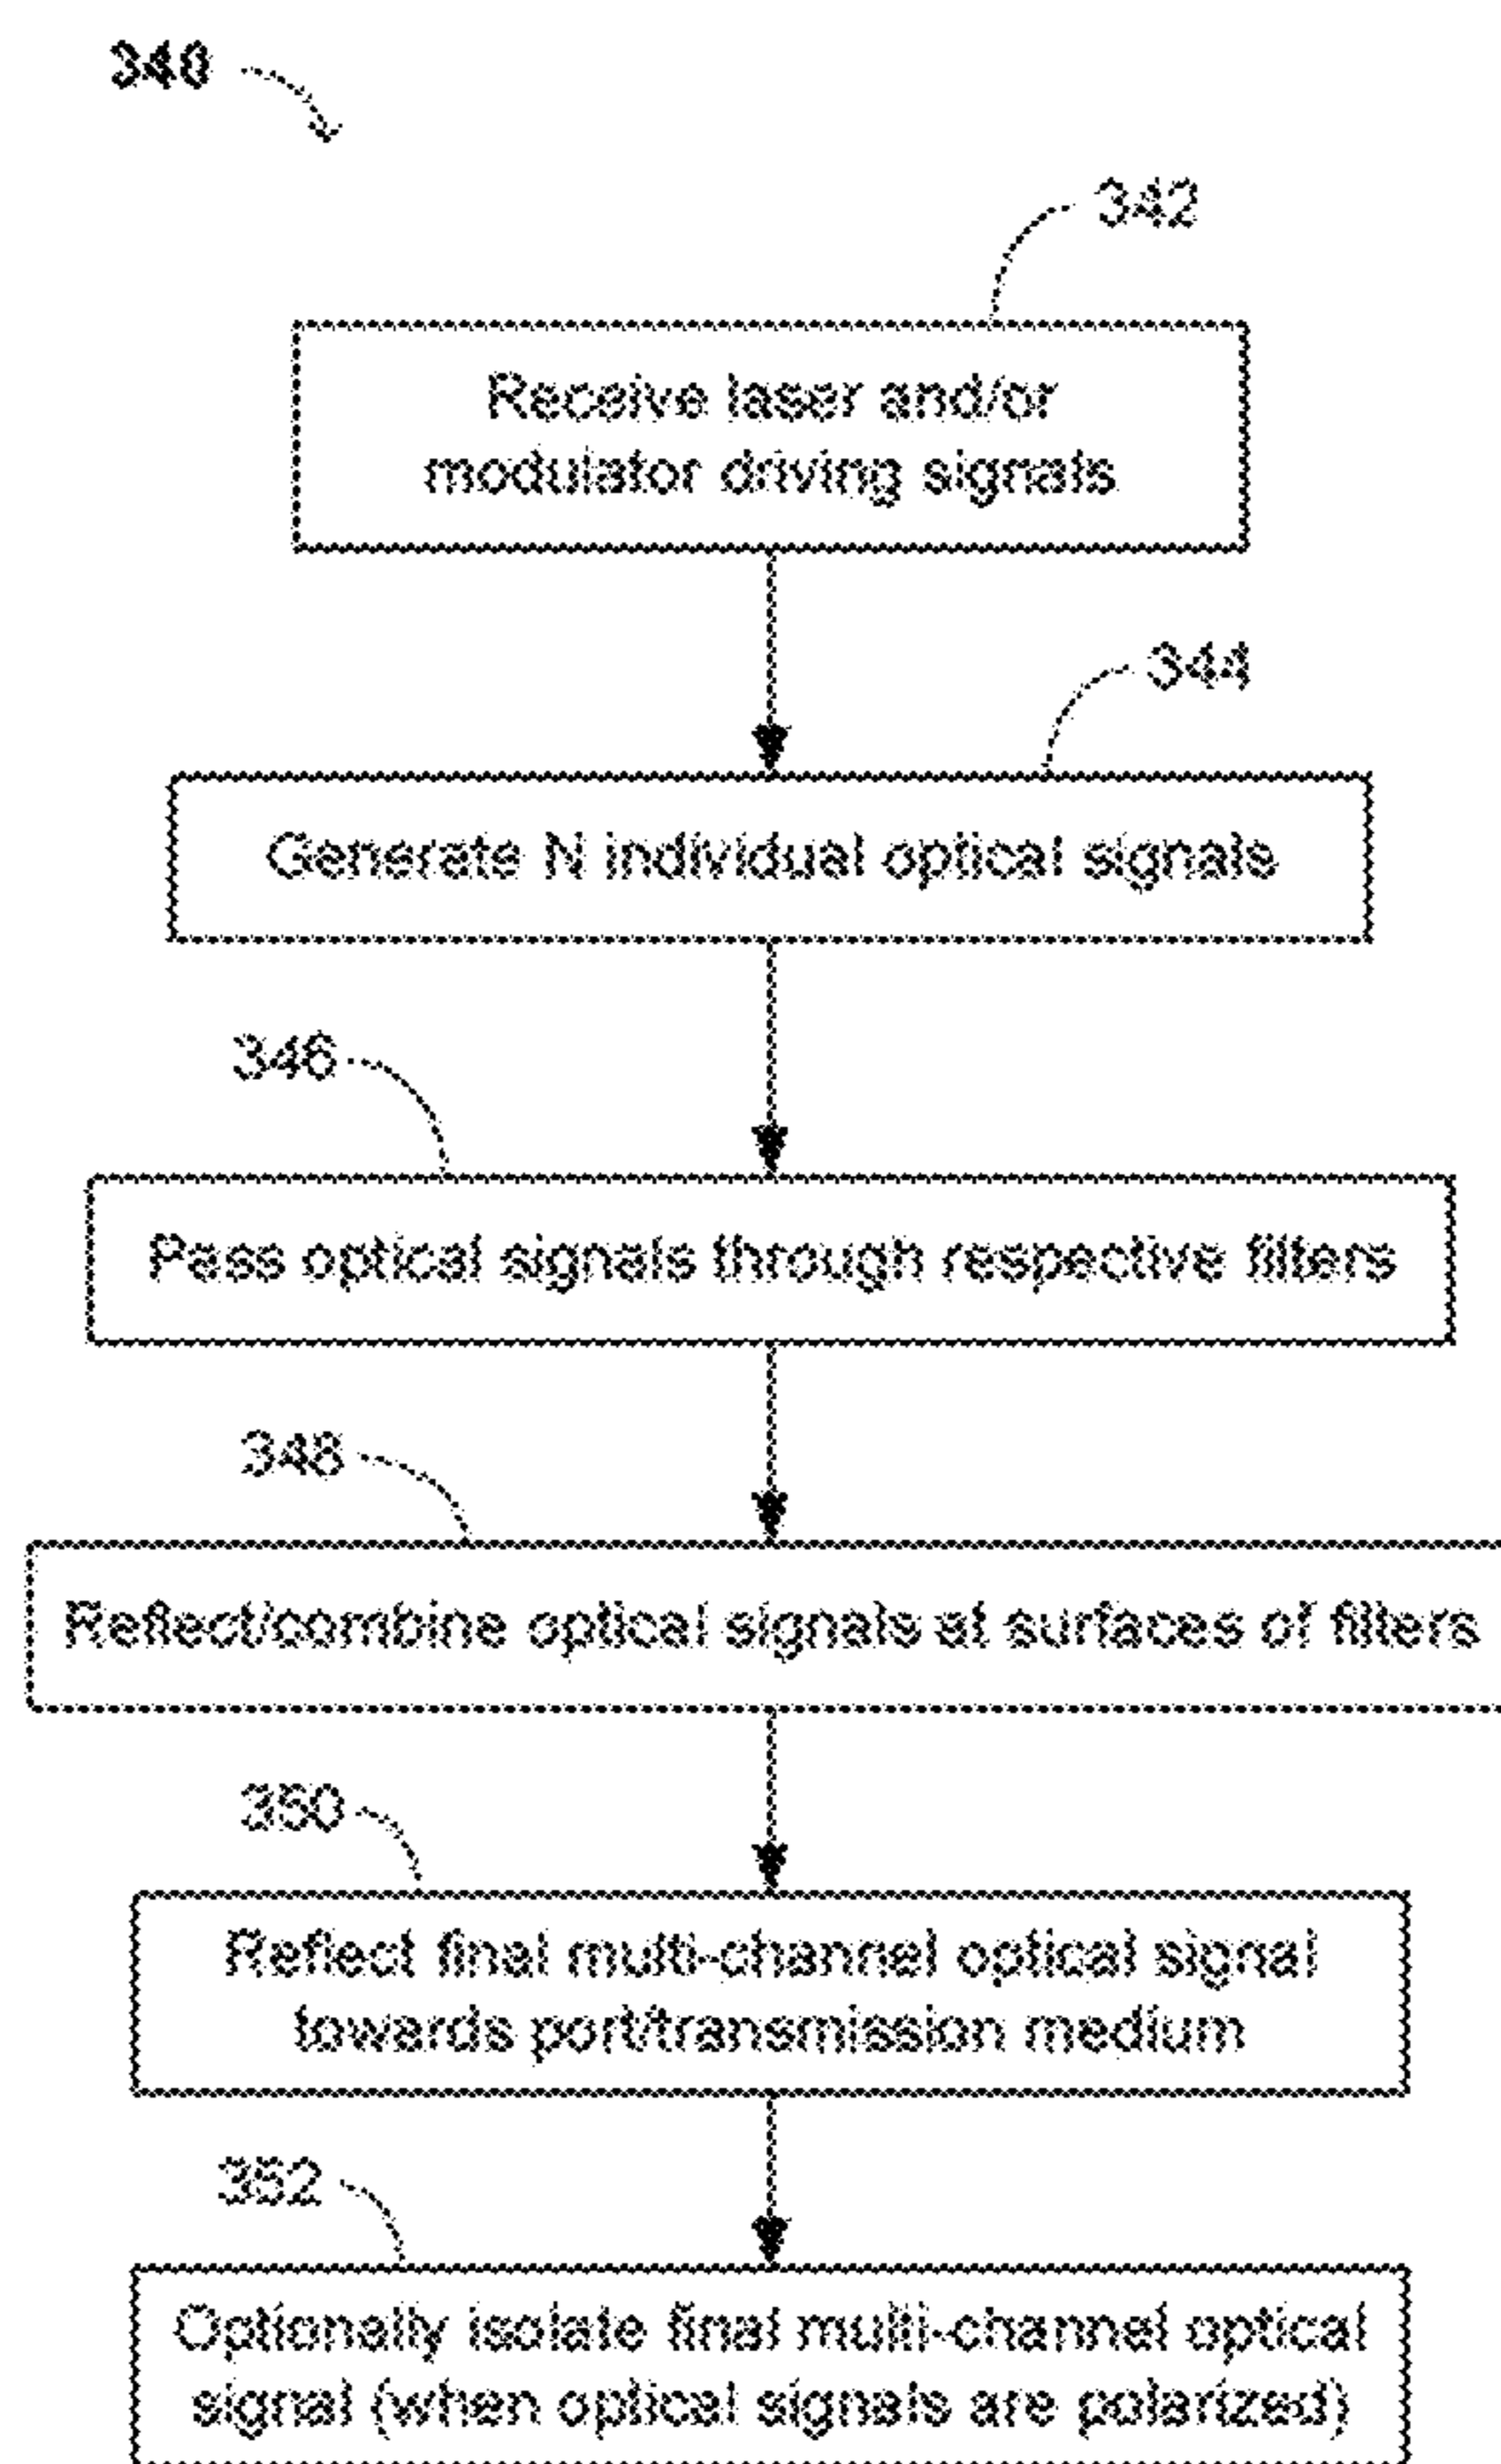 340
342
Receive laser and/or
modulator driving signals
344
Generate N individual optical signals
346
Pass optical signals through respective filters
348
Reflect/combine optical signals at surfaces of filters
350
Reflect final multi-channel optical signal
towards port/transmission medium
352
Optionally isolate final multi-channel optical
signal (when optical signals are polarized)